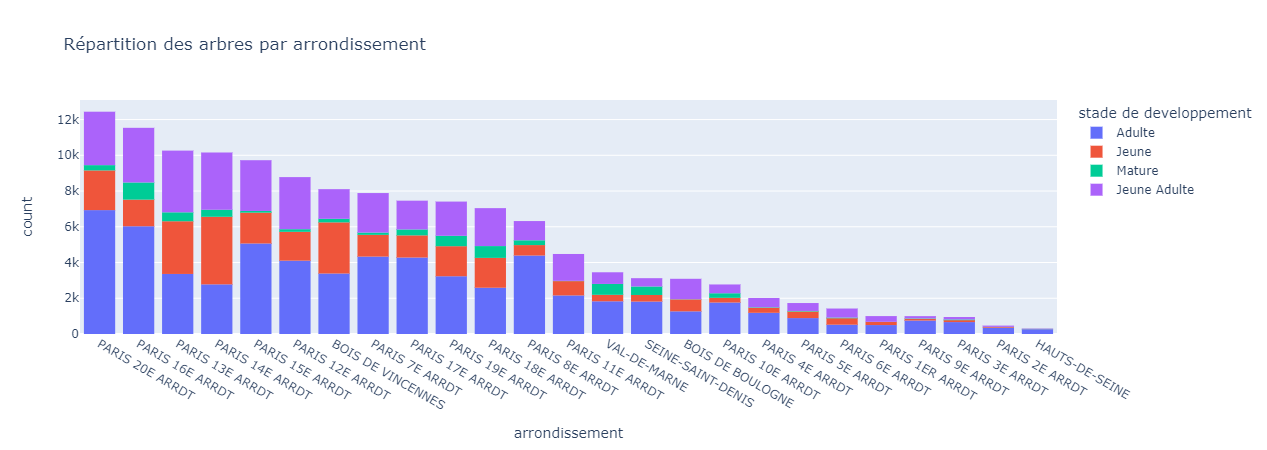 Répartition des arbres par arrondissement
count
12k
10k
8k
6k
4k
2k
0
PARIS 20E ARRDT
PARIS 16E ARRDT
PARIS 13E ARRDT
PARIS 14E ARRDT
PARIS 15E ARRDT
PARIS 12E ARRDT
BOIS DE VINCENNES
PARIS 7E ARRDT
PARIS 17E ARRDT
PARIS 19E ARRDT
PARIS 18E ARRDT
PARIS 8E ARRDT
PARIS 11E ARRDT
VAL-DE-MARNE
SEINE-SAINT-DENIS
BOIS DE BOULOGNE
PARIS 10E ARRDT
PARIS 4E ARRDT
PARIS 5E ARRDT
PARIS 6E ARRDT
PARIS 1ER ARRDT
PARIS 9E ARRDT
PARIS 3E ARRDT
PARIS 2E ARRDT
HAUTS-DE-SEINE
arrondissement
stade de developpement
Adulte
Jeune
Mature
Jeune Adulte